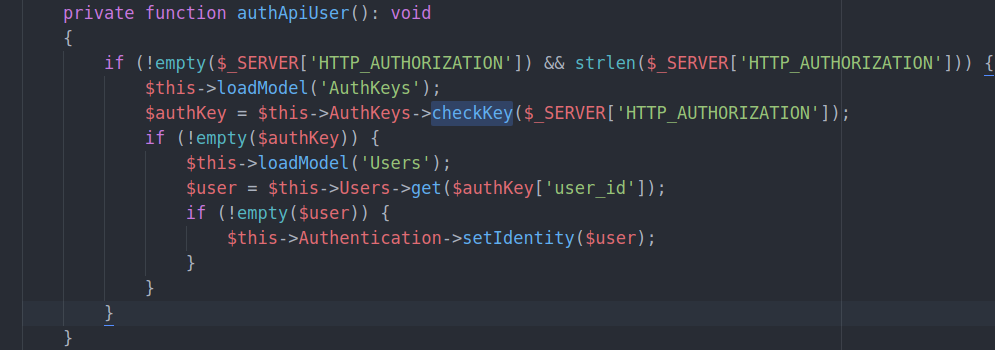 private function authApiUser(): void
{
if (!empty($_SERVER['HTTP_AUTHORIZATION']) && strlen($_SERVER['HTTP_AUTHORIZATION'])) {
$this->loadModel('AuthKeys');
$authKey = $this->AuthKeys->checkKey($_SERVER['HTTP_AUTHORIZATION']);
if (!empty($authKey)) {
$this->loadModel('Users');
$user = $this->Users->get($authKey['user_id']);
if (!empty($user)) {
$this->Authentication->setIdentity($user);
}
}
}
}